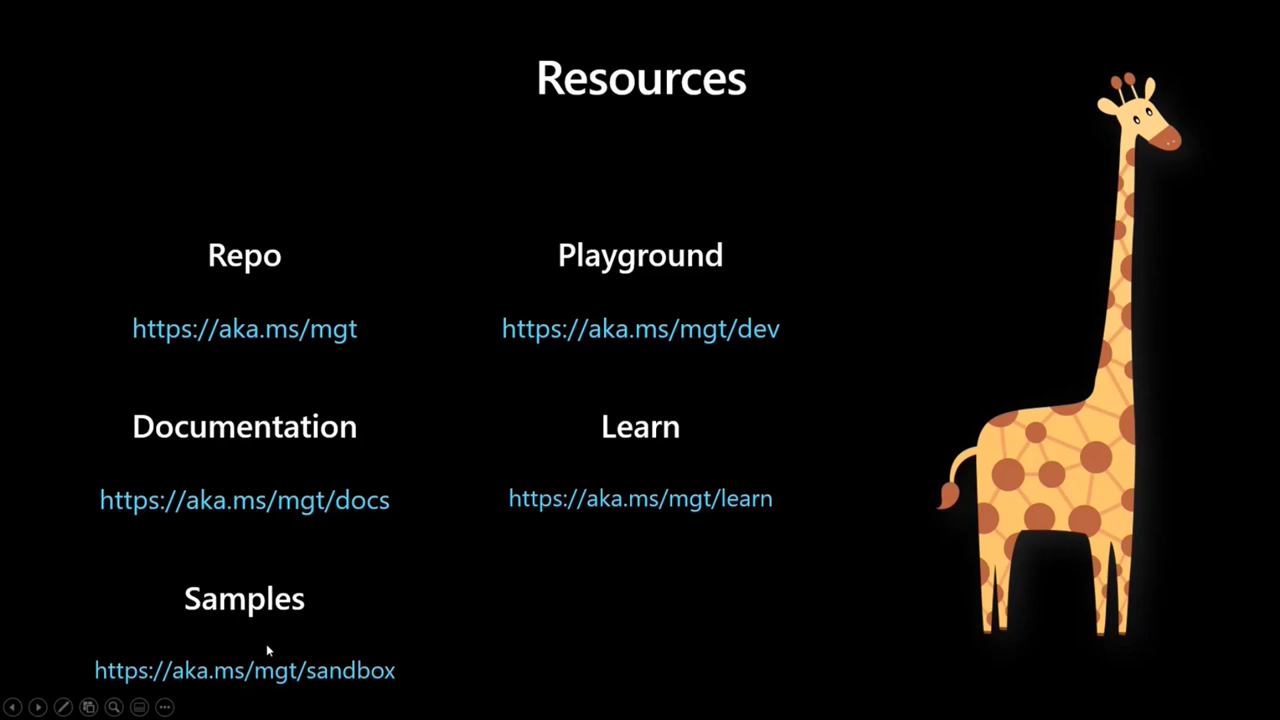 Resources
Repo
https://aka.ms/mgt
Playground
https://aka.ms/mgt/dev
Documentation
https://aka.ms/mgt/docs
Learn
https://aka.ms/mgt/learn
Samples
https://aka.ms/mgt/sandbox